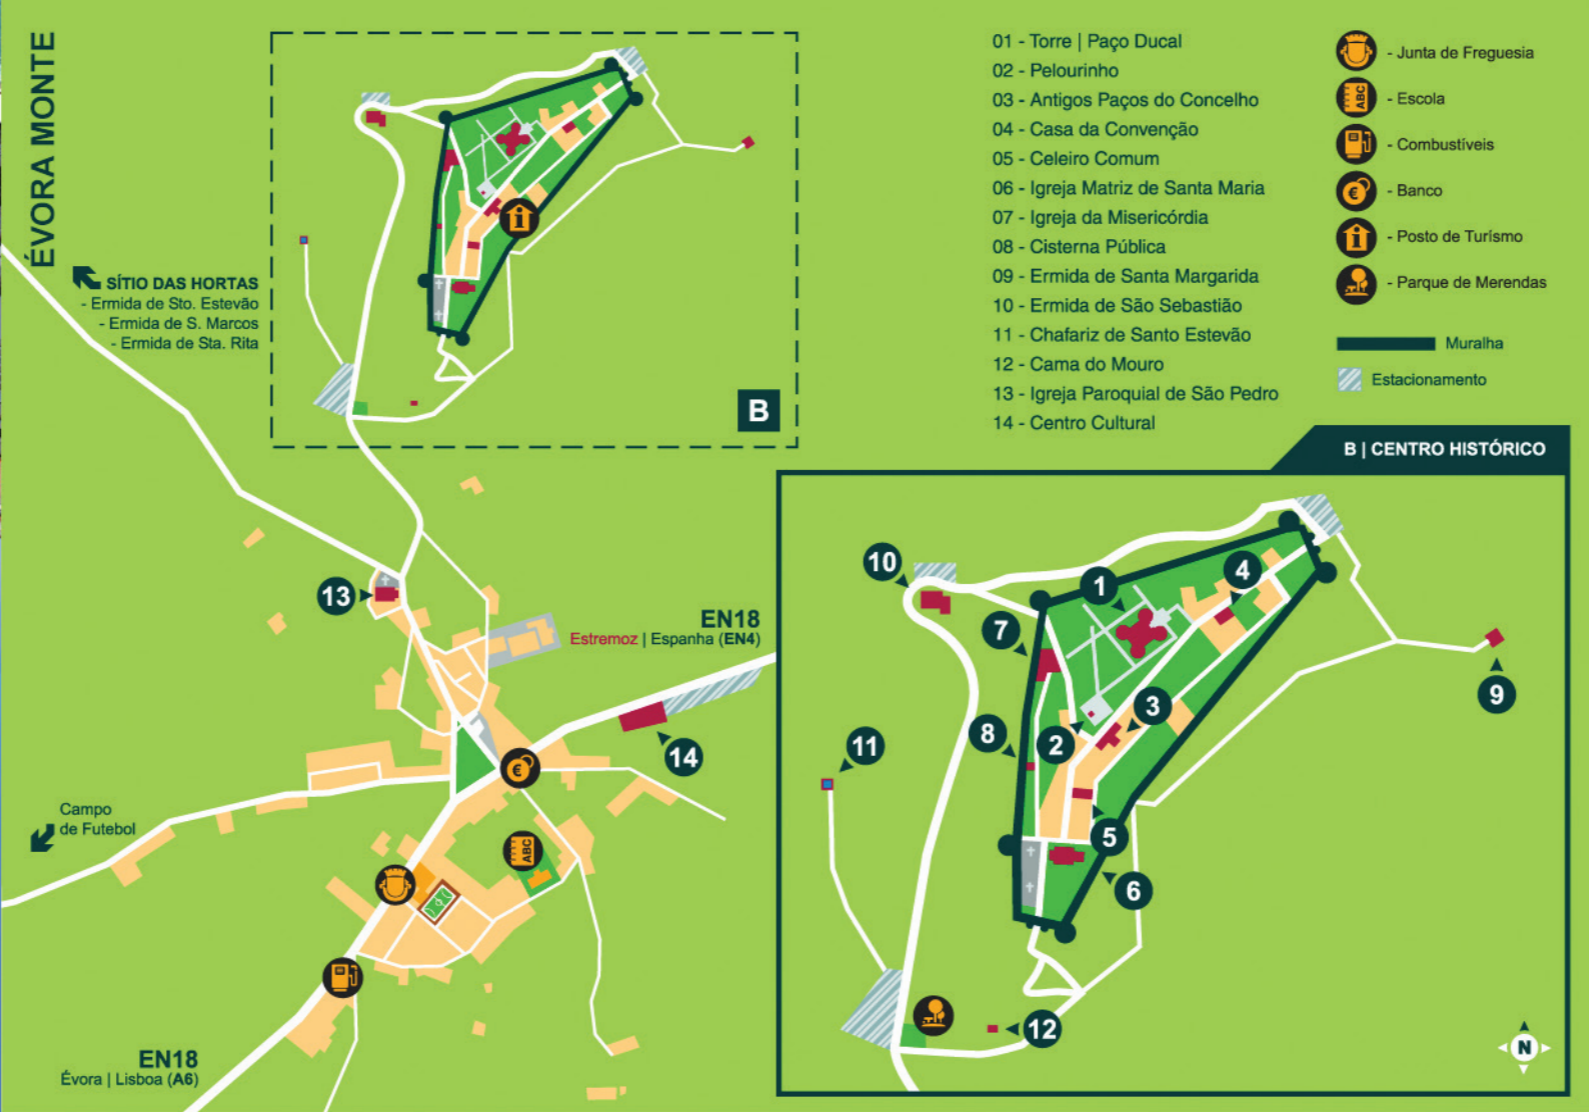 ÉVORA MONTE
SÍTIO DAS HORTAS
- Ermida de Sto. Estevão
- Ermida de S. Marcos
- Ermida de Sta. Rita
B
01 - Torre | Paço Ducal
02 - Pelourinho
03 - Antigos Paços do Concelho
04 - Casa da Convenção
05 - Celeiro Comum
06 - Igreja Matriz de Santa Maria
07 - Igreja da Misericórdia
08 - Cisterna Pública
09 - Ermida de Santa Margarida
10 - Ermida de São Sebastião
11 - Chafariz de Santo Estevão
12 - Cama do Mouro
13 - Igreja Paroquial de São Pedro
14 - Centro Cultural
- Junta de Freguesia
ABC - Escola
- Combustíveis
€ - Banco
i - Posto de Turismo
- Parque de Merendas
Muralha
Estacionamento
B | CENTRO HISTÓRICO
i
13
EN18
Estremoz | Espanha (EN4)
14
€
Campo
de Futebol
ABC
EN18
Évora | Lisboa (A6)
10
1
4
7
9
3
2
8
11
5
6
12
N